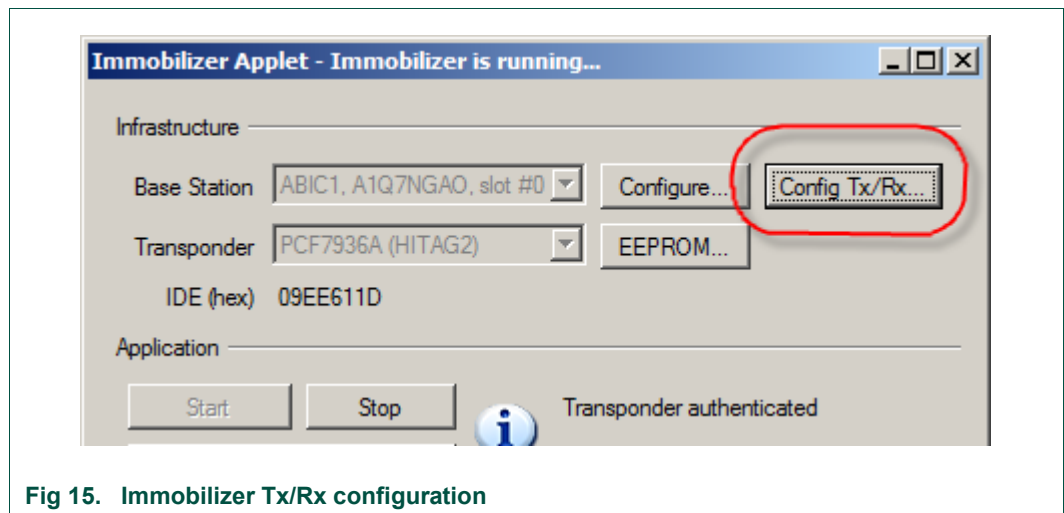 Immobilizer Applet - Immobilizer is running...
Infrastructure
Base Station ABIC1, A1Q7NGAO, slot #0 Configure... Config Tx/Rx...
Transponder PCF7936A (HITAG2) EEPROM...
IDE (hex) 09EE611D
Application
Start Stop Transponder authenticated
Fig 15. Immobilizer Tx/Rx configuration